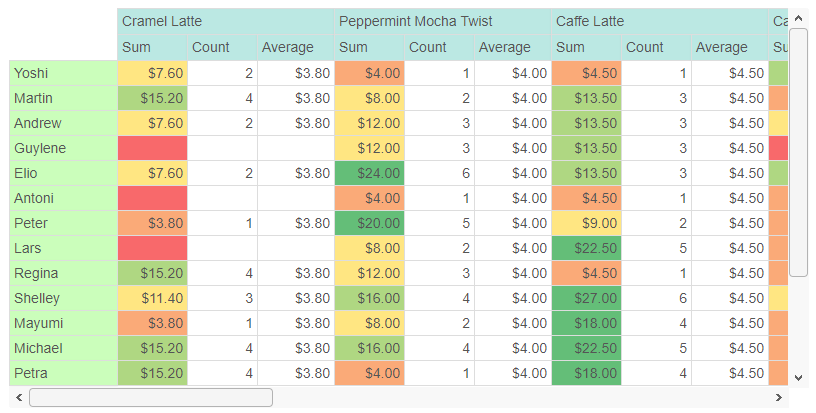 Cramel Latte Peppermint Mocha Twist Caffe Latte Ca
Sum Count Average Sum Count Average Sum Count Average Su
Yoshi $7.60 2 $3.80 $4.00 1 $4.00 $4.50 1 $4.50
Martin $15.20 4 $3.80 $8.00 2 $4.00 $13.50 3 $4.50
Andrew $7.60 2 $3.80 $12.00 3 $4.00 $13.50 3 $4.50
Guylene $12.00 3 $4.00 $13.50 3 $4.50
Elio $7.60 2 $3.80 $24.00 6 $4.00 $13.50 3 $4.50
Antoni $4.00 1 $4.00 $4.50 1 $4.50
Peter $3.80 1 $3.80 $20.00 5 $4.00 $9.00 2 $4.50
Lars $8.00 2 $4.00 $22.50 5 $4.50
Regina $15.20 4 $3.80 $12.00 3 $4.00 $4.50 1 $4.50
Shelley $11.40 3 $3.80 $16.00 4 $4.00 $27.00 6 $4.50
Mayumi $3.80 1 $3.80 $8.00 2 $4.00 $18.00 4 $4.50
Michael $15.20 4 $3.80 $16.00 4 $4.00 $22.50 5 $4.50
Petra $15.20 4 $3.80 $4.00 1 $4.00 $18.00 4 $4.50